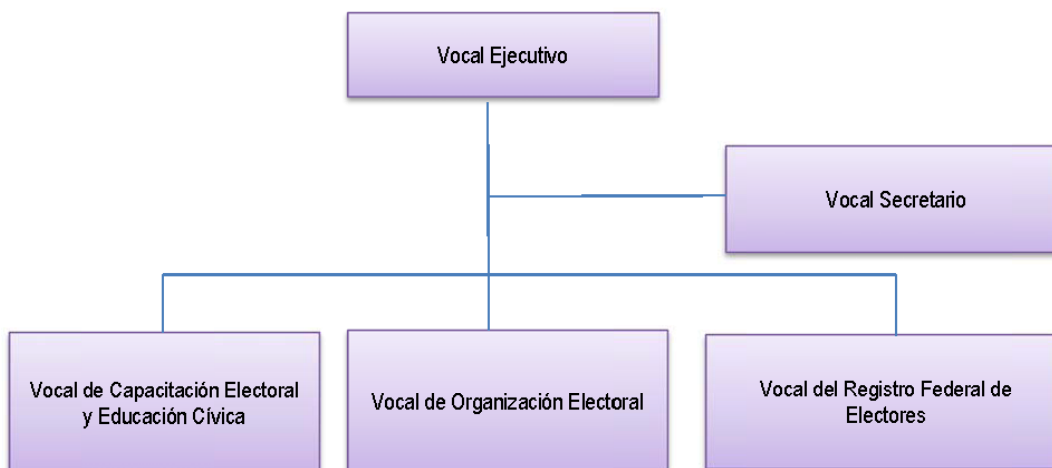 Vocal Ejecutivo
Vocal Secretario
Vocal de Capacitación Electoral
y Educación Cívica
Vocal de Organización Electoral
Vocal del Registro Federal de
Electores